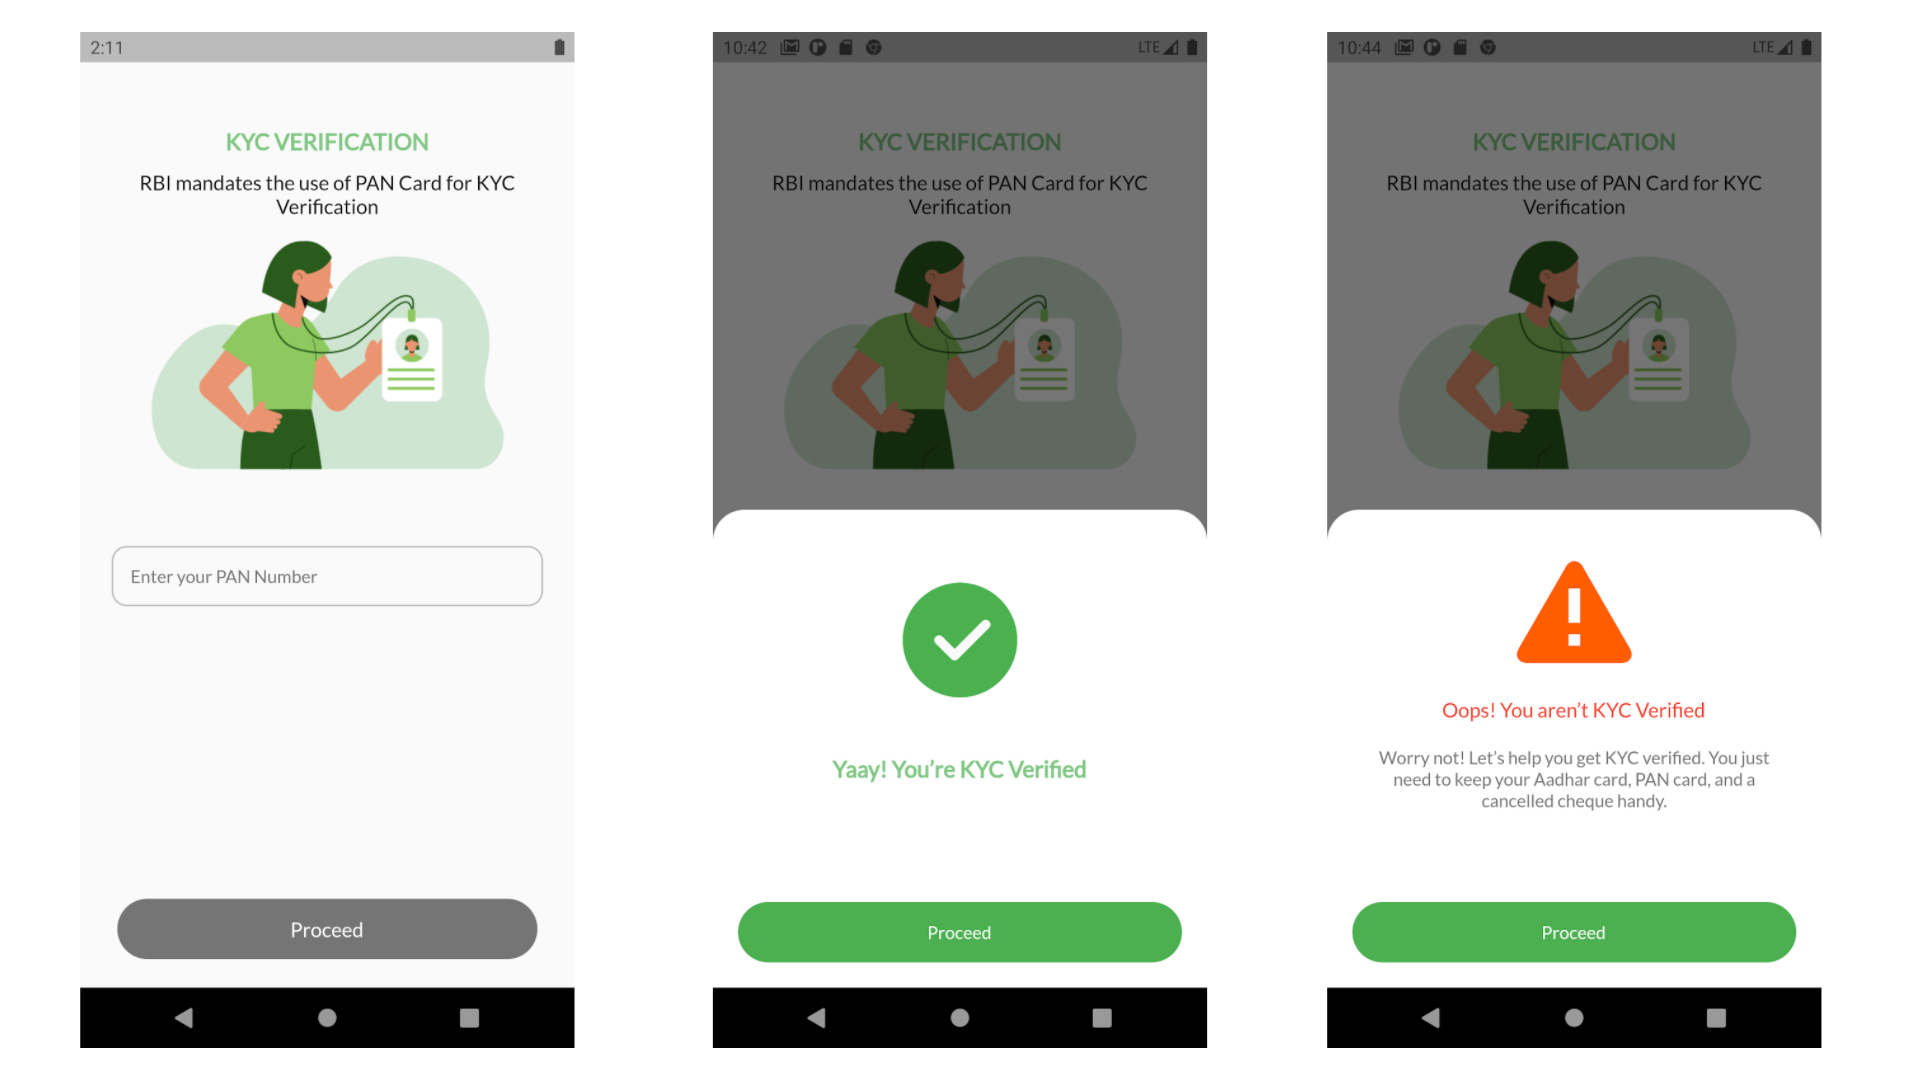 2:11
KYC VERIFICATION
RBI mandates the use of PAN Card for KYC
Verification
Enter your PAN Number
Proceed
10:42
LTE
KYC VERIFICATION
RBI mandates the use of PAN Card for KYC
Verification
Yaay! You’re KYC Verified
Proceed
10:44
LTE
KYC VERIFICATION
RBI mandates the use of PAN Card for KYC
Verification
Oops! You aren’t KYC Verified
Worry not! Let’s help you get KYC verified. You just
need to keep your Aadhar card, PAN card, and a
cancelled cheque handy.
Proceed